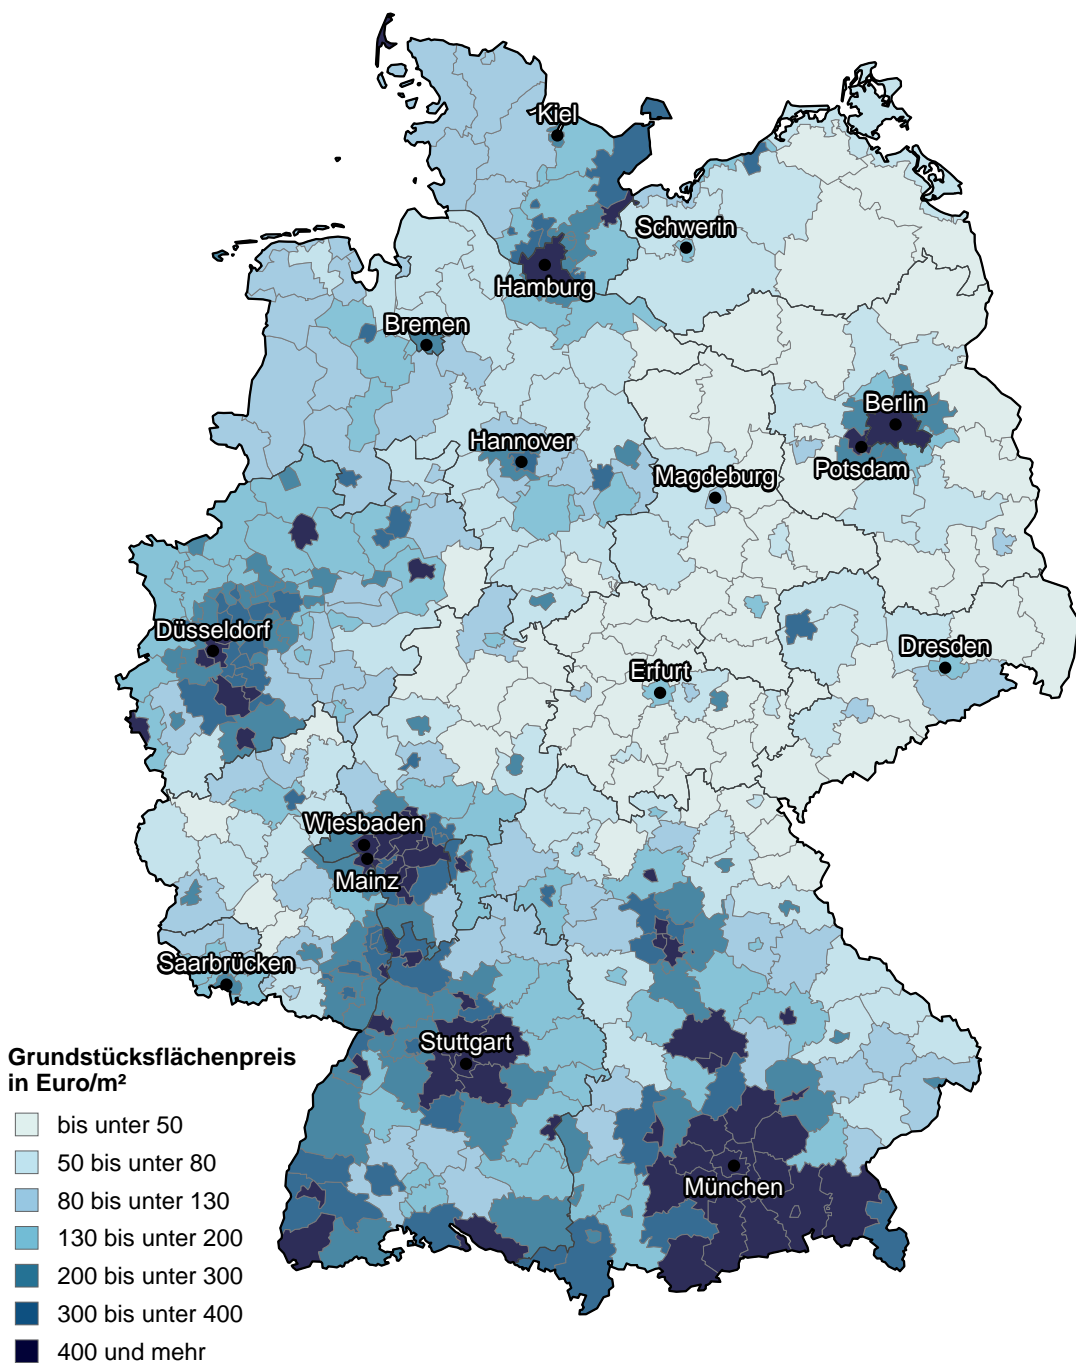 Kiel
Schwerin
Hamburg
Bremen
Berlin
Hannover
Potsdam
Magdeburg
Düsseldorf
Dresden
Erfurt
Wiesbaden
Mainz
Saarbrücken
Stuttgart
München
Grundstücksflächenpreis
in Euro/m²
bis unter 50
50 bis unter 80
80 bis unter 130
130 bis unter 200
200 bis unter 300
300 bis unter 400
400 und mehr